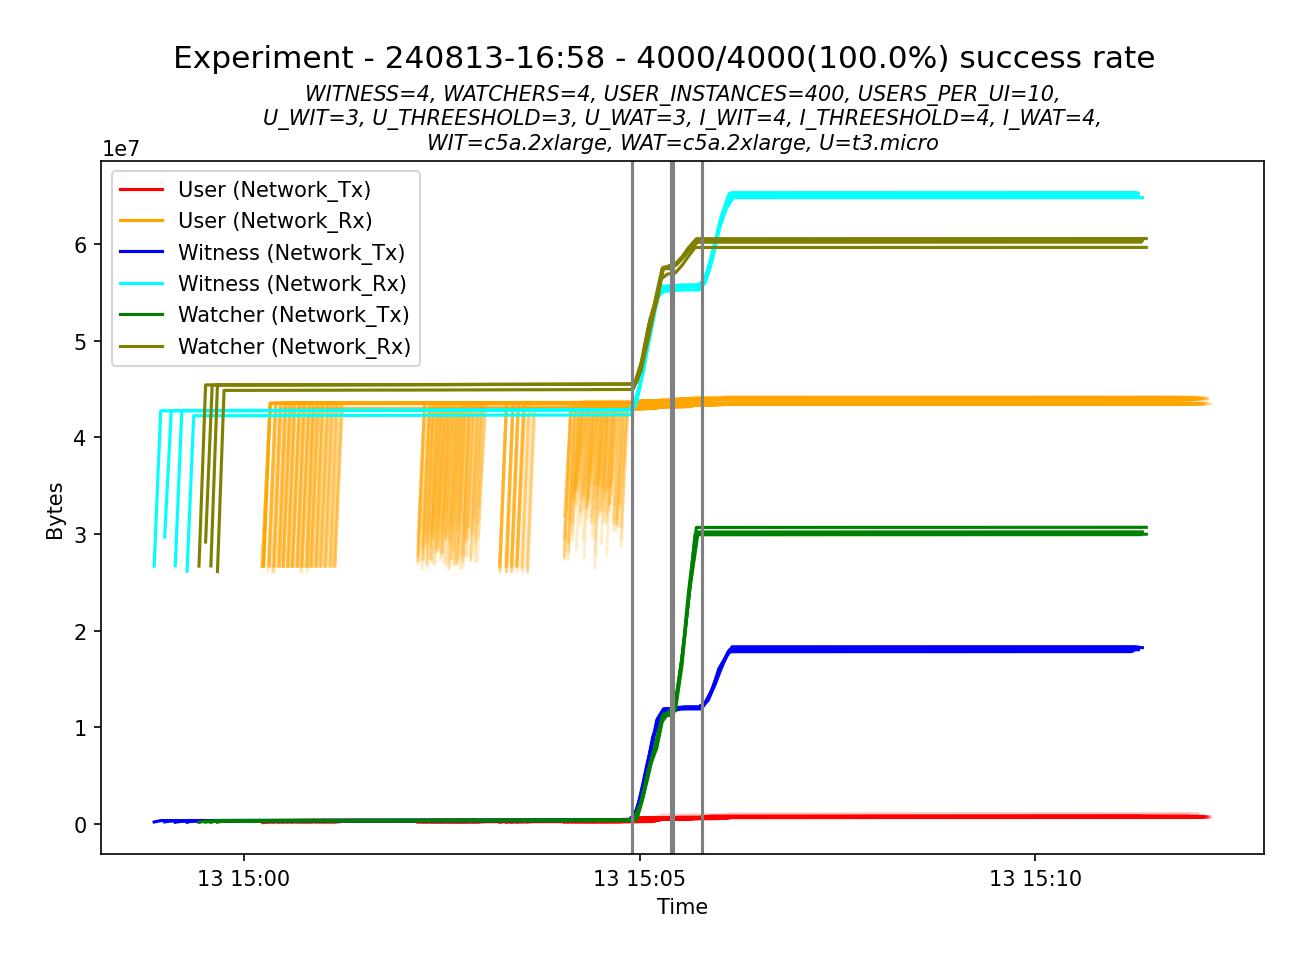 Experiment - 240813-16:58 - 4000/4000(100.0%) success rate
WITNESS=4, WATCHERS=4, USER_INSTANCES=400, USERS_PER_UI=10,
U_WIT=3, U_THREESHOLD=3, U_WAT=3, I_WIT=4, I_THREESHOLD=4, I_WAT=4,
WIT=c5a.2xlarge, WAT=c5a.2xlarge, U=t3.micro
1e7
User (Network_Tx)
User (Network_Rx)
Witness (Network_Tx)
Witness (Network_Rx)
Watcher (Network_Tx)
Watcher (Network_Rx)
6
5
4
3
2
1
0
Bytes
13 15:00
13 15:05
13 15:10
Time